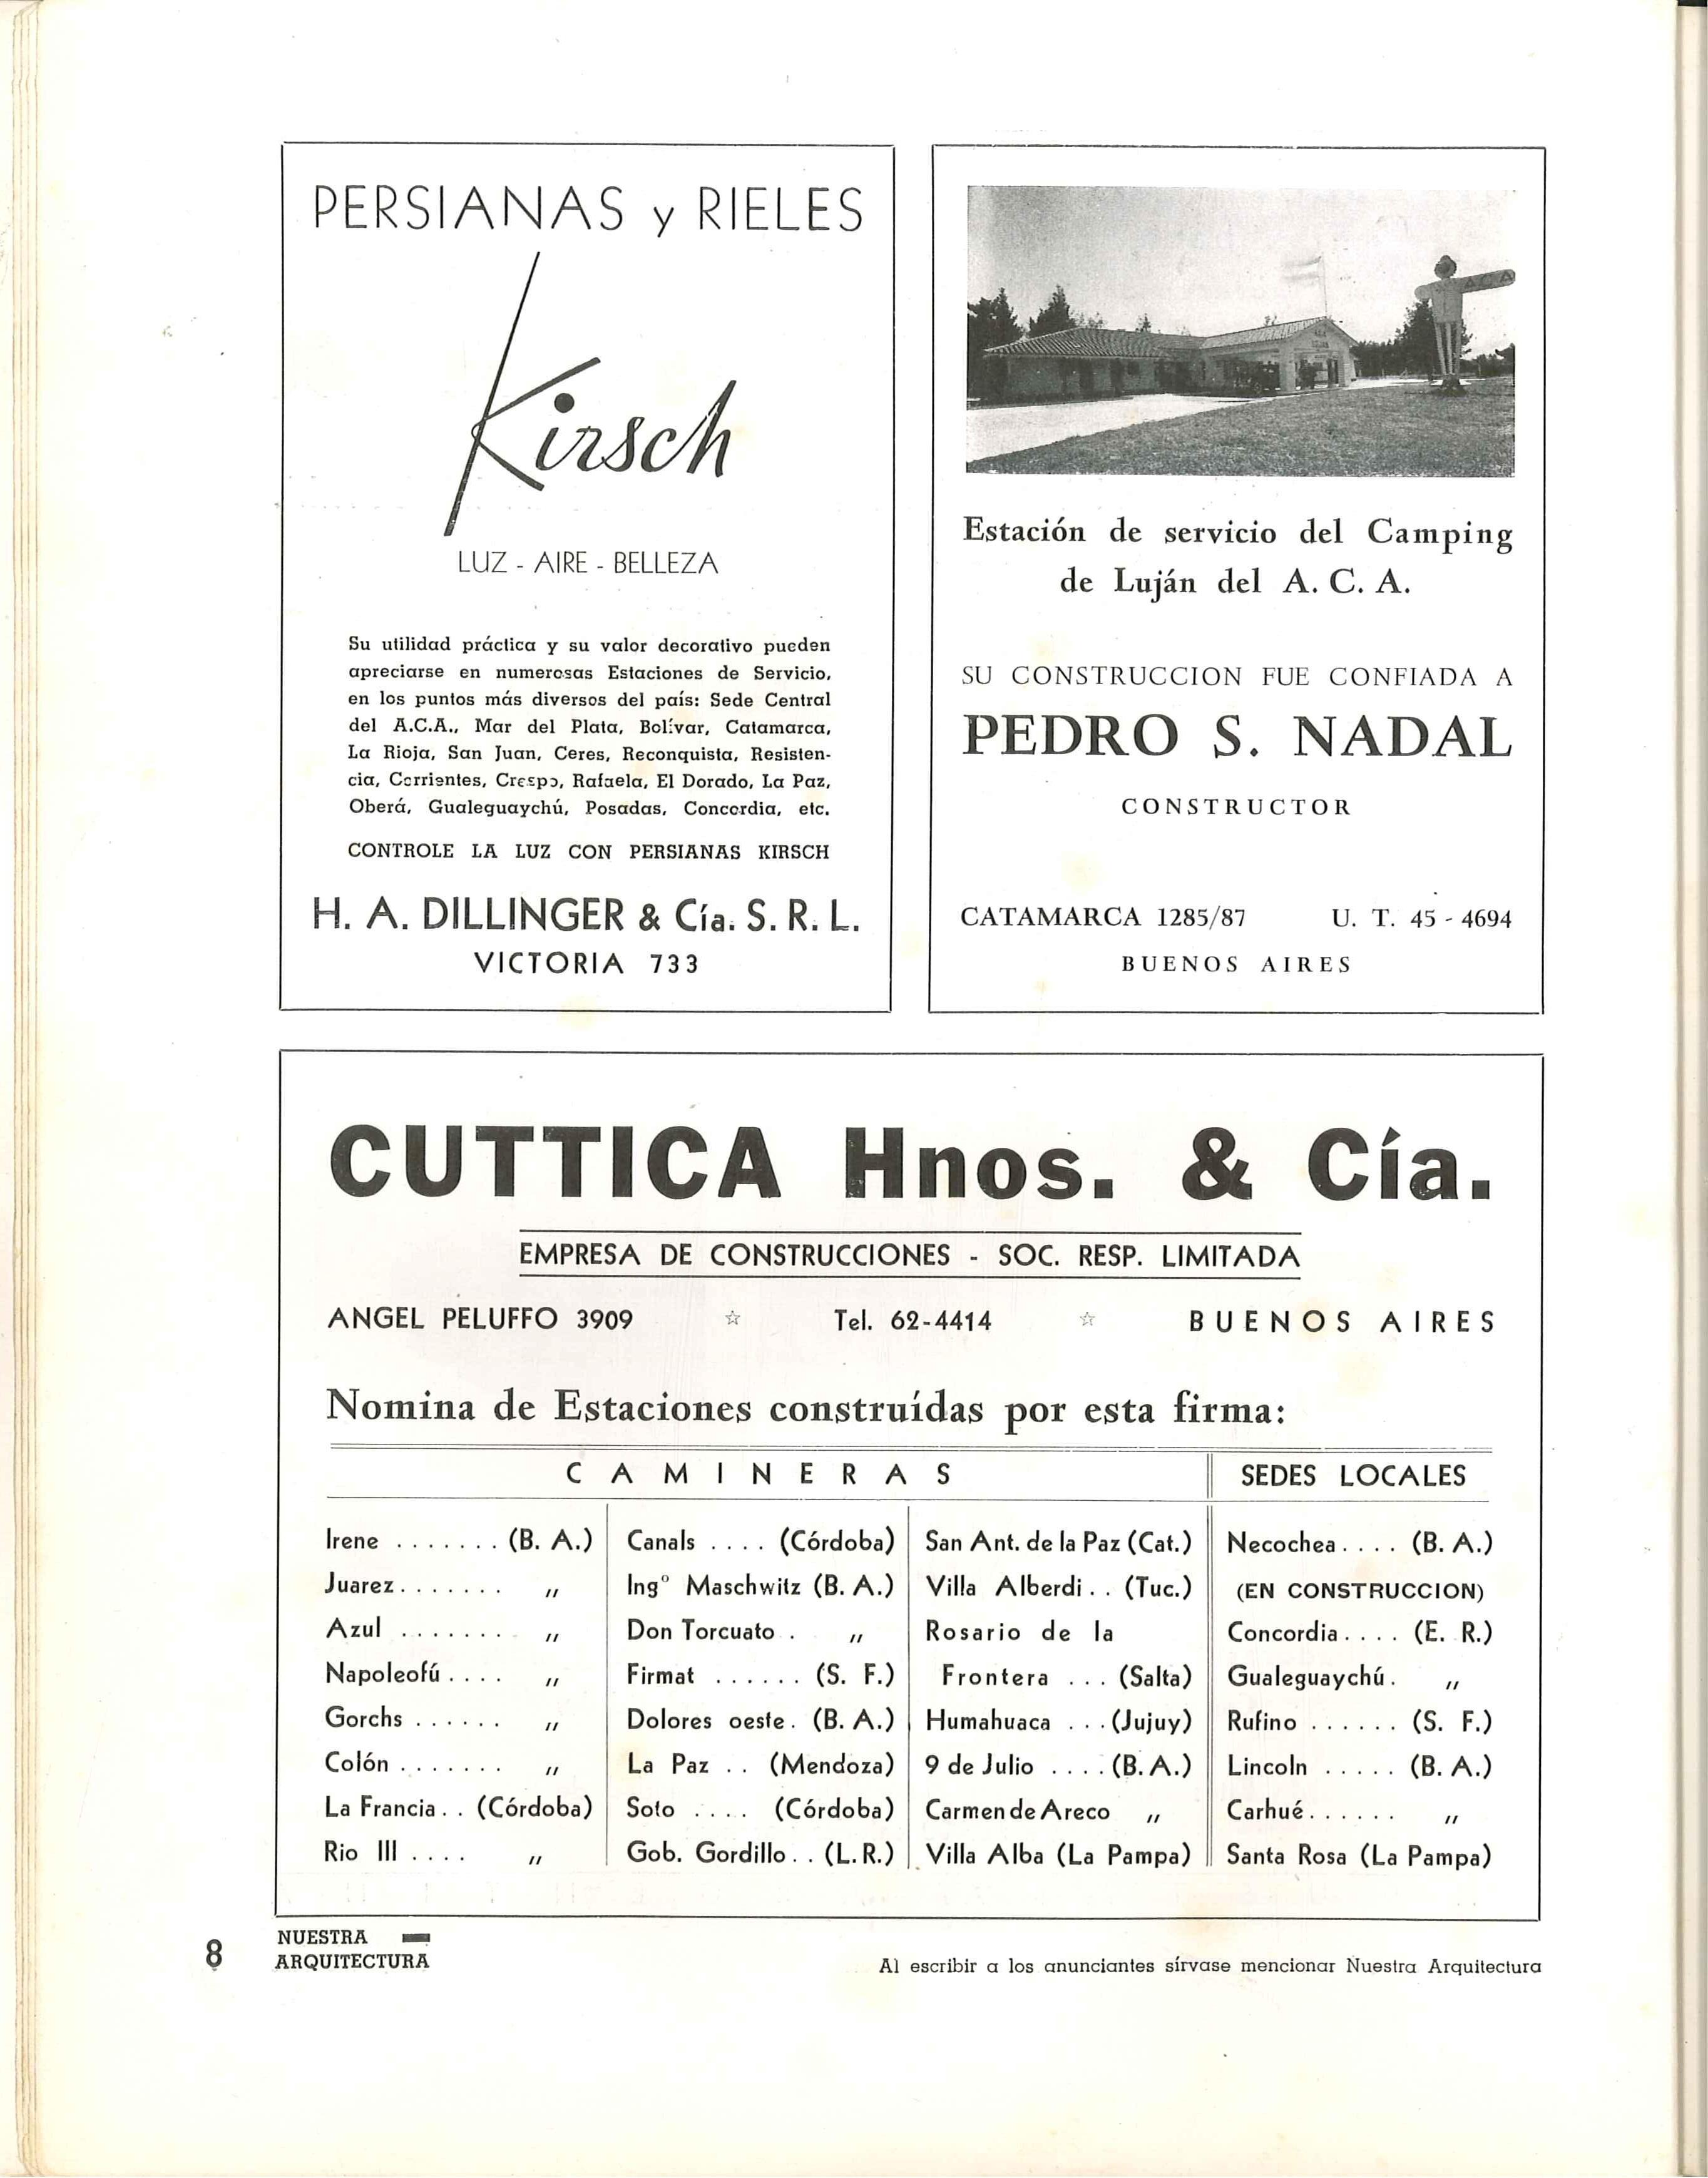 PERSIANAS y RIELES
Kirsch
LUZ - AIRE - BELLEZA
Su utilidad práctica y su valor decorativo pueden
apreciarse en numerosas Estaciones de Servicio,
en los puntos más diversos del país: Sede Central
del A.C.A., Mar del Plata, Bolívar, Catamarca,
La Rioja, San Juan, Ceres, Reconquista, Resisten-
cia, Corrientes, Crespo, Rafaela, El Dorado, La Paz,
Oberá, Gualeguaychú, Posadas, Concordia, etc.
CONTROLE LA LUZ CON PERSIANAS KIRSCH
H. A. DILLINGER & Cía. S. R. L.
VICTORIA 733
ACA
Estación de servicio del Camping
de Luján del A. C. A.
SU CONSTRUCCION FUE CONFIADA A
PEDRO S. NADAL
CONSTRUCTOR
CATAMARCA 1285/87 U. T. 45 - 4694
BUENOS AIRES
CUTTICA Hnos. & Cía.
EMPRESA DE CONSTRUCCIONES - SOC. RESP. LIMITADA
ANGEL PELUFFO 3909 ☆ Tel. 62-4414 ☆ BUENOS AIRES
Nomina de Estaciones construídas por esta firma:
CAMINERAS
Irene ....... (B. A.)
Juarez ....... „
Azul ........ „
Napoleofú .... „
Gorchs ...... „
Colón ....... „
La Francia .. (Córdoba)
Rio III .... „
Canals .... (Córdoba)
Ingº Maschwitz (B. A.)
Don Torcuato . „
Firmat ...... (S. F.)
Dolores oeste. (B. A.)
La Paz .. (Mendoza)
Soto .... (Córdoba)
Gob. Gordillo .. (L. R.)
San Ant. de la Paz (Cat.)
Villa Alberdi .. (Tuc.)
Rosario de la
Frontera ... (Salta)
Humahuaca ... (Jujuy)
9 de Julio .... (B. A.)
Carmen de Areco „
Villa Alba (La Pampa)
SEDES LOCALES
Necochea .... (B. A.)
(EN CONSTRUCCION)
Concordia .... (E. R.)
Gualeguaychú . „
Rufino ...... (S. F.)
Lincoln ..... (B. A.)
Carhué ...... „
Santa Rosa (La Pampa)
8
NUESTRA
ARQUITECTURA
Al escribir a los anunciantes sírvase mencionar Nuestra Arquitectura